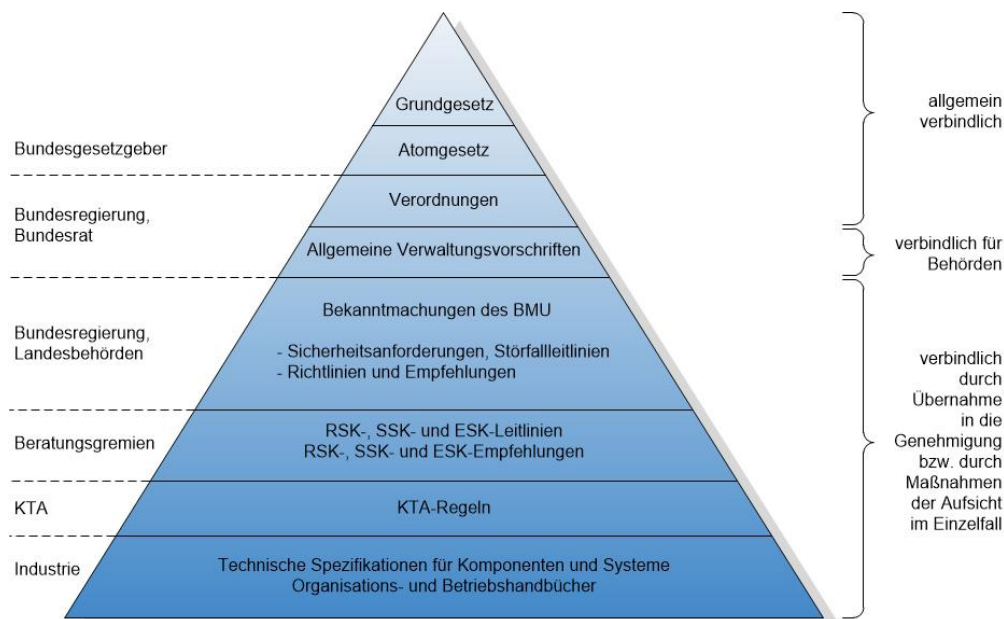 Grundgesetz
allgemein
verbindlich
Bundesgesetzgeber
Atomgesetz
Bundesregierung,
Bundesrat
Verordnungen
Allgemeine Verwaltungsvorschriften
verbindlich für
Behörden
Bundesregierung,
Landesbehörden
Bekanntmachungen des BMU
- Sicherheitsanforderungen, Störfallleitlinien
- Richtlinien und Empfehlungen
verbindlich
durch
Übernahme
in die
Genehmigung
bzw. durch
Maßnahmen
der Aufsicht
im Einzelfall
Beratungsgremien
RSK-, SSK- und ESK-Leitlinien
RSK-, SSK- und ESK-Empfehlungen
KTA
KTA-Regeln
Industrie
Technische Spezifikationen für Komponenten und Systeme
Organisations- und Betriebshandbücher